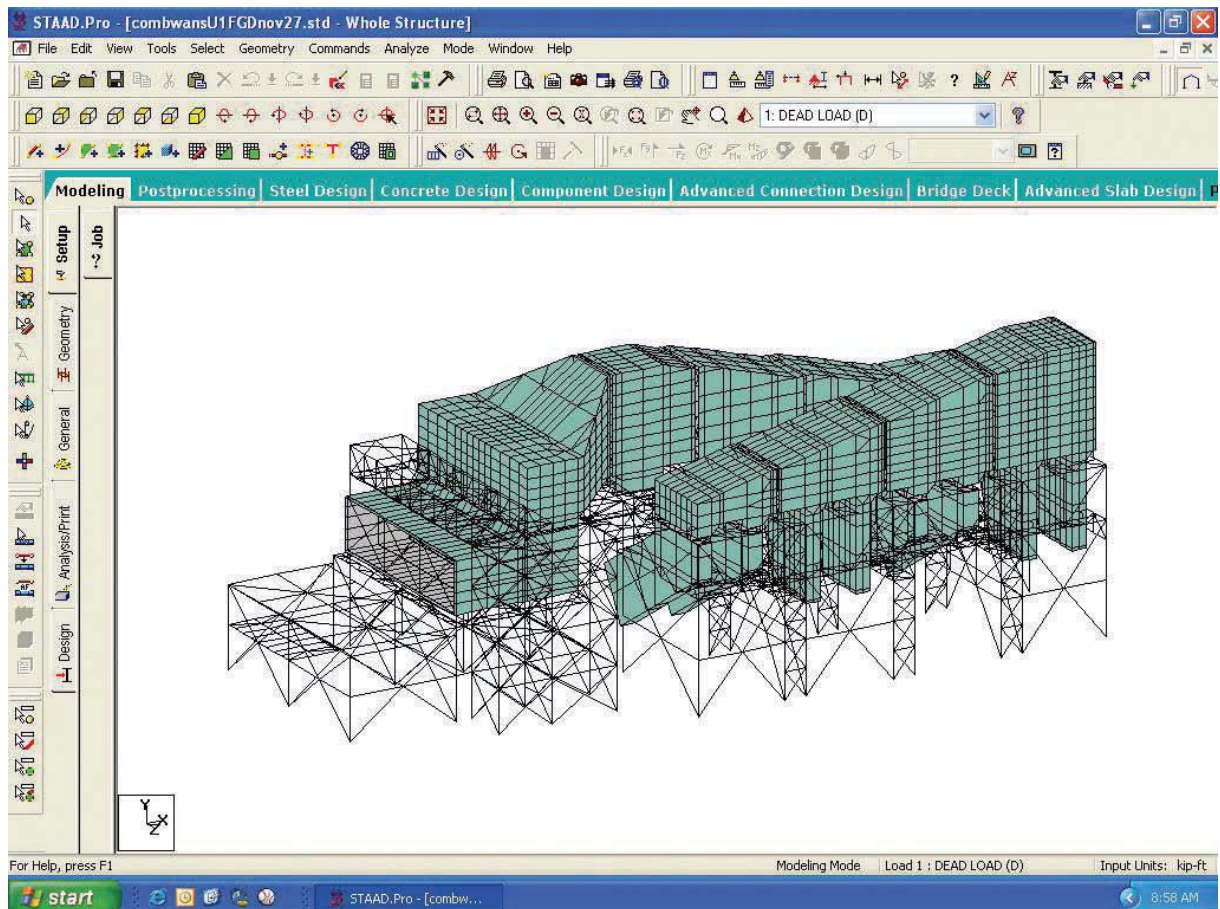 STAAD.Pro - [combwansU1FGDnov27.std - Whole Structure]
File Edit View Tools Select Geometry Commands Analyze Mode Window Help
1: DEAD LOAD (D)
Modeling Postprocessing Steel Design Concrete Design Component Design Advanced Connection Design Bridge Deck Advanced Slab Design
Setup
Geometry
General
Analysis/Print
Design
? Job
Y
X
Z
For Help, press F1
Modeling Mode
Load 1 : DEAD LOAD (D)
Input Units: kip-ft
start
STAAD.Pro - [combw...
8:58 AM